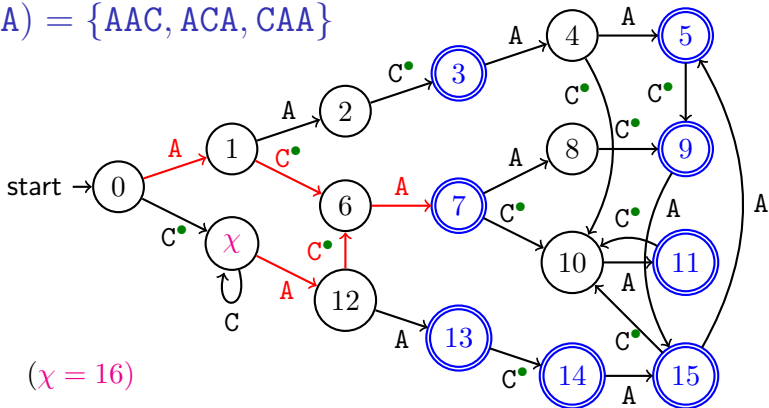 A) = {AAC, ACA, CAA}
A 4 A 5
C• 3 A
C• C•
A 2
1 C• 8 C• 9
A A
start 0 A 7 A A
6 C•
C• χ C• C•
10 11
A 12 A
C
A 13 C•
C• 14 15
(χ = 16) A